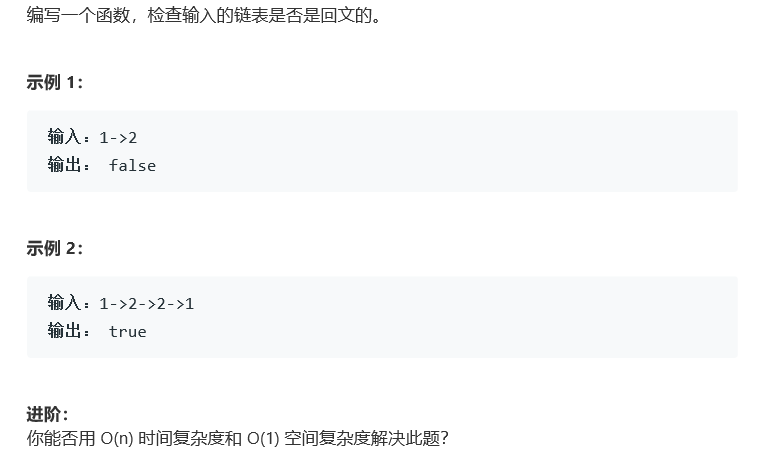 编写一个函数，检查输入的链表是否是回文的。
示例 1：
输入：1->2
输出： false
示例 2：
输入：1->2->2->1
输出： true
进阶：
你能否用 O(n) 时间复杂度和 O(1) 空间复杂度解决此题？